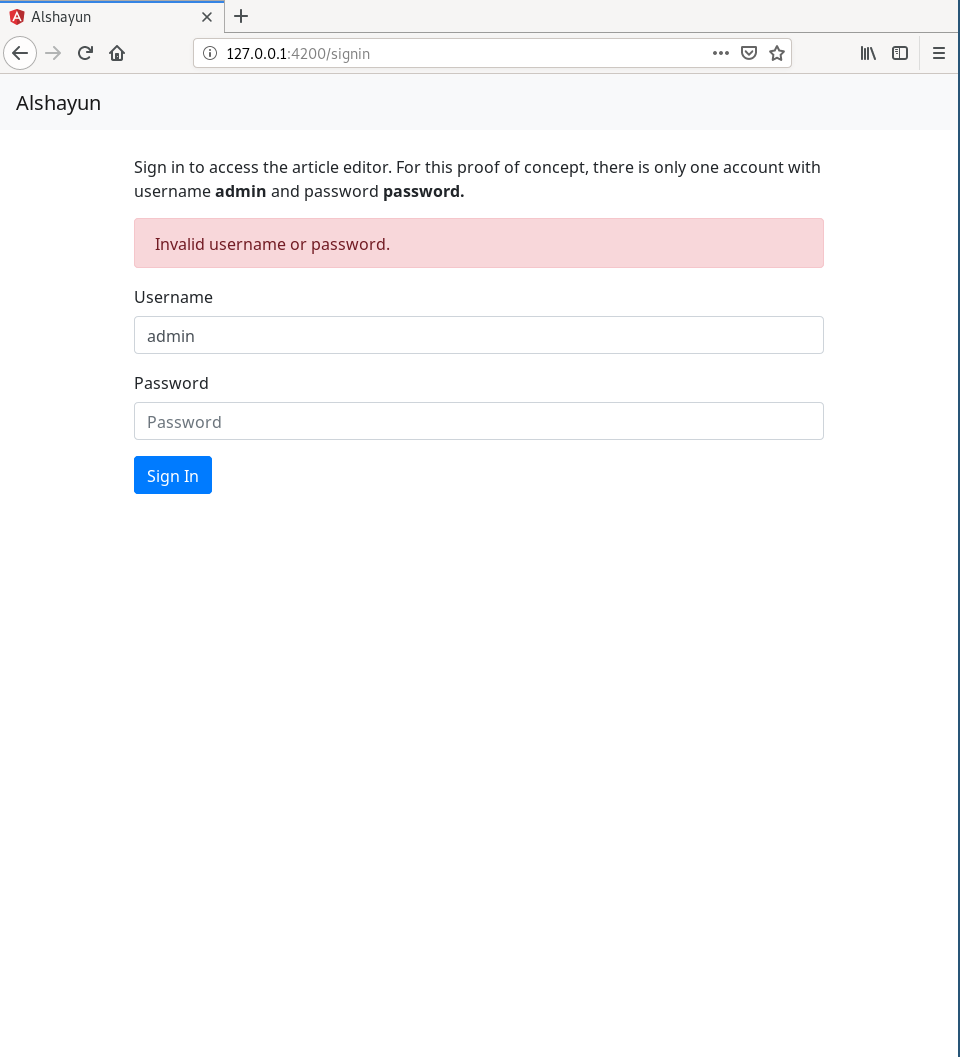 Alshayun
127.0.0.1:4200/signin
Alshayun
Sign in to access the article editor. For this proof of concept, there is only one account with
username admin and password password.
Invalid username or password.
Username
admin
Password
Password
Sign In